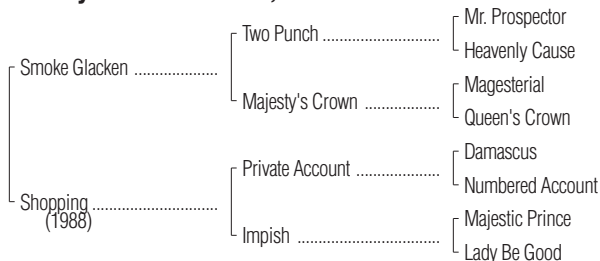 Mr. Prospector
Two Punch ........................
Heavenly Cause
Smoke Glacken .................
Magesterial
Majesty's Crown ...............
Queen's Crown
Damascus
Private Account .................
Numbered Account
Shopping .........................
(1988)
Majestic Prince
Impish .............................
Lady Be Good